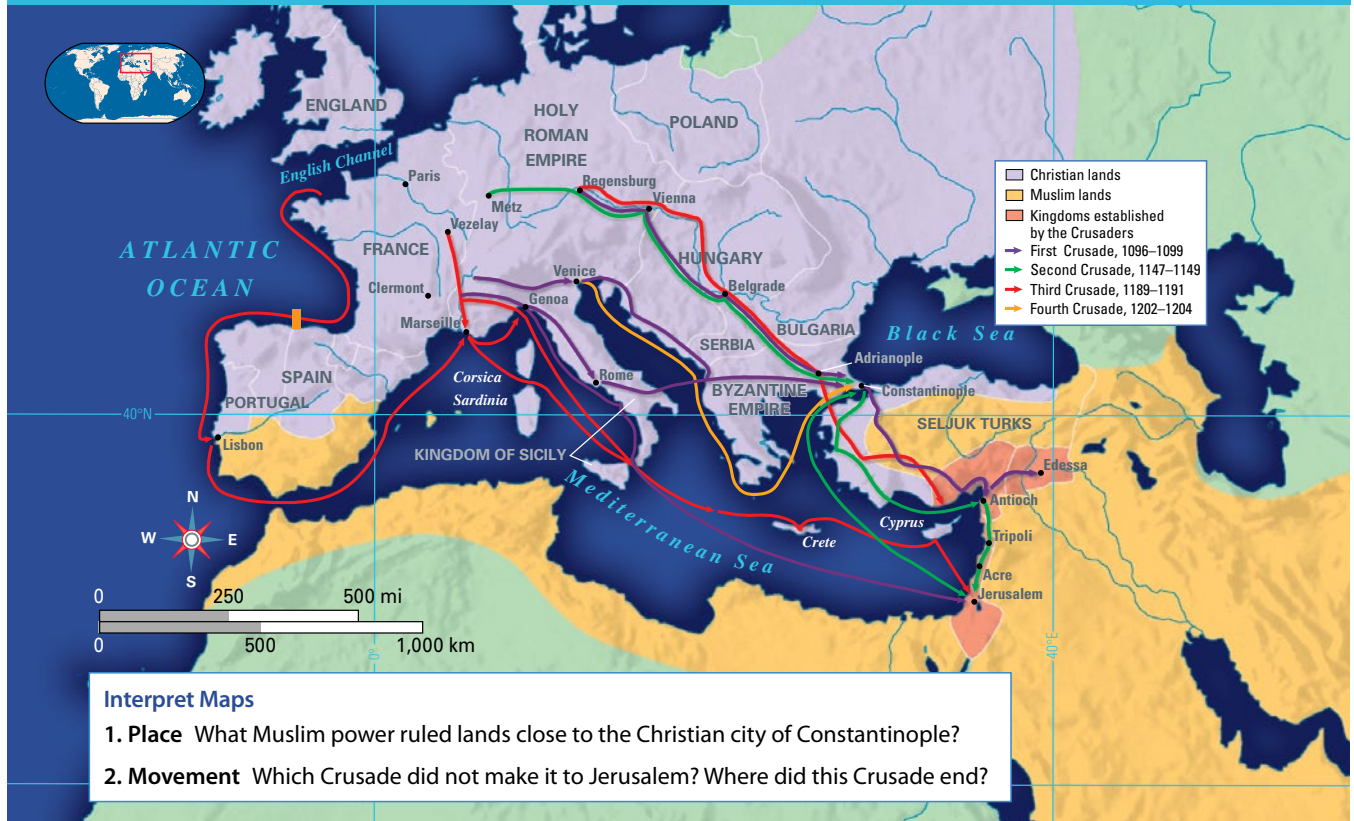 ENGLAND
English Channel
HOLY
ROMAN
EMPIRE
POLAND
Paris
Metz
Regensburg
Vienna
Vezelay
ATLANTIC
OCEAN
FRANCE
HUNGARY
Clermont
Venice
Genoa
Belgrade
Marseille
BULGARIA
SERBIA
Black Sea
Adrianople
SPAIN
PORTUGAL
Corsica
Sardinia
Rome
BYZANTINE
EMPIRE
Constantinople
40°N
Lisbon
SELJUK TURKS
KINGDOM OF SICILY
Edessa
Mediterranean Sea
Antioch
Cyprus
Crete
Tripoli
Acre
Jerusalem
Christian lands
Muslim lands
Kingdoms established
by the Crusaders
First Crusade, 1096–1099
Second Crusade, 1147–1149
Third Crusade, 1189–1191
Fourth Crusade, 1202–1204
N
W E
S
0 250 500 mi
0 500 1,000 km
0°
40°E
Interpret Maps
1. Place What Muslim power ruled lands close to the Christian city of Constantinople?
2. Movement Which Crusade did not make it to Jerusalem? Where did this Crusade end?